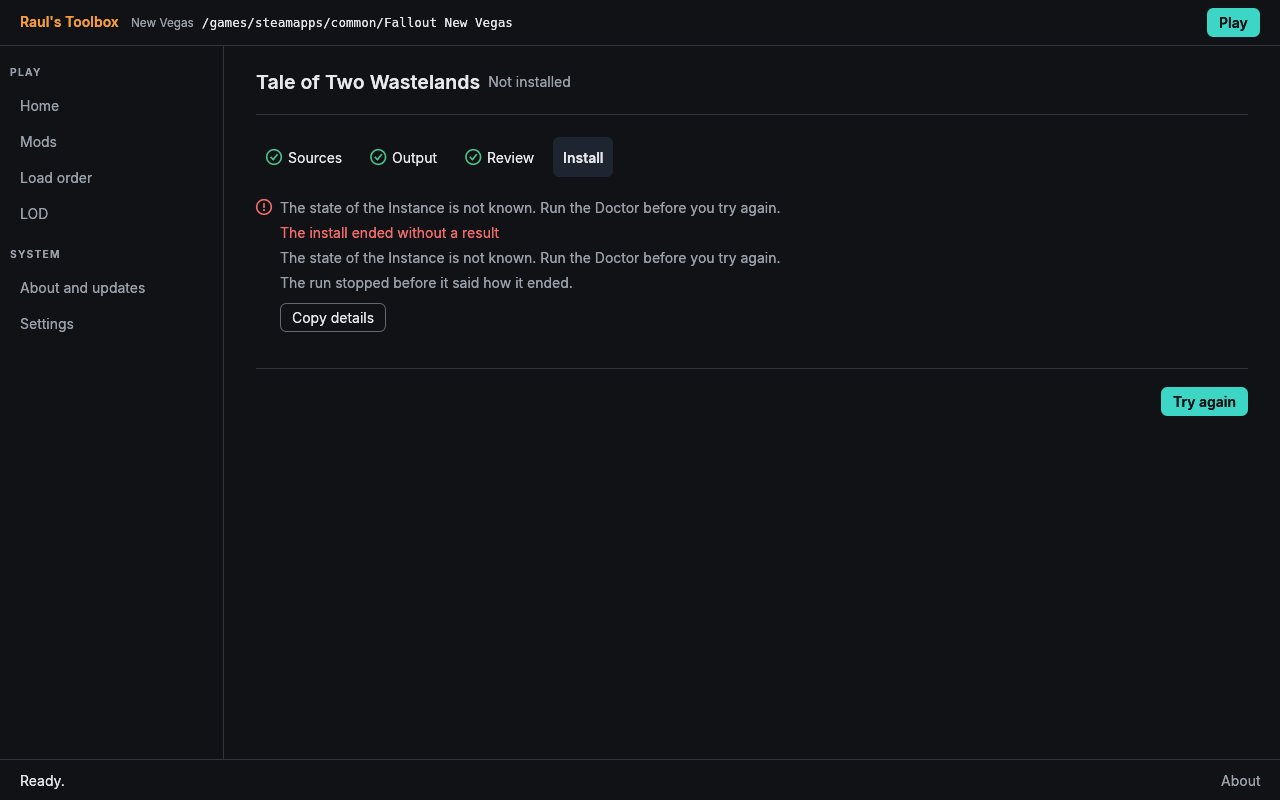 Raul's Toolbox New Vegas /games/steamapps/common/Fallout New Vegas Play
PLAY
Home
Mods
Load order
LOD
SYSTEM
About and updates
Settings
Tale of Two Wastelands Not installed
Sources Output Review Install
The state of the Instance is not known. Run the Doctor before you try again.
The install ended without a result
The state of the Instance is not known. Run the Doctor before you try again.
The run stopped before it said how it ended.
Copy details
Try again
Ready. About